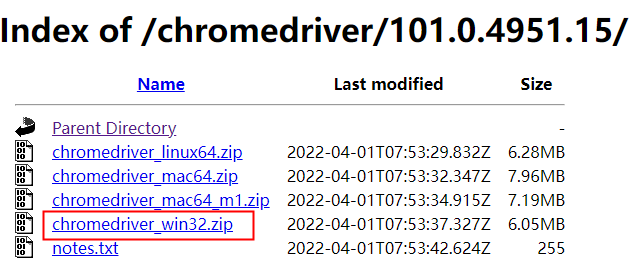 Index of /chromedriver/101.0.4951.15/
Name Last modified Size
Parent Directory -
chromedriver_linux64.zip 2022-04-01T07:53:29.832Z 6.28MB
chromedriver_mac64.zip 2022-04-01T07:53:32.347Z 7.96MB
chromedriver_mac64_m1.zip 2022-04-01T07:53:34.915Z 7.19MB
chromedriver_win32.zip 2022-04-01T07:53:37.327Z 6.05MB
notes.txt 2022-04-01T07:53:42.624Z 255